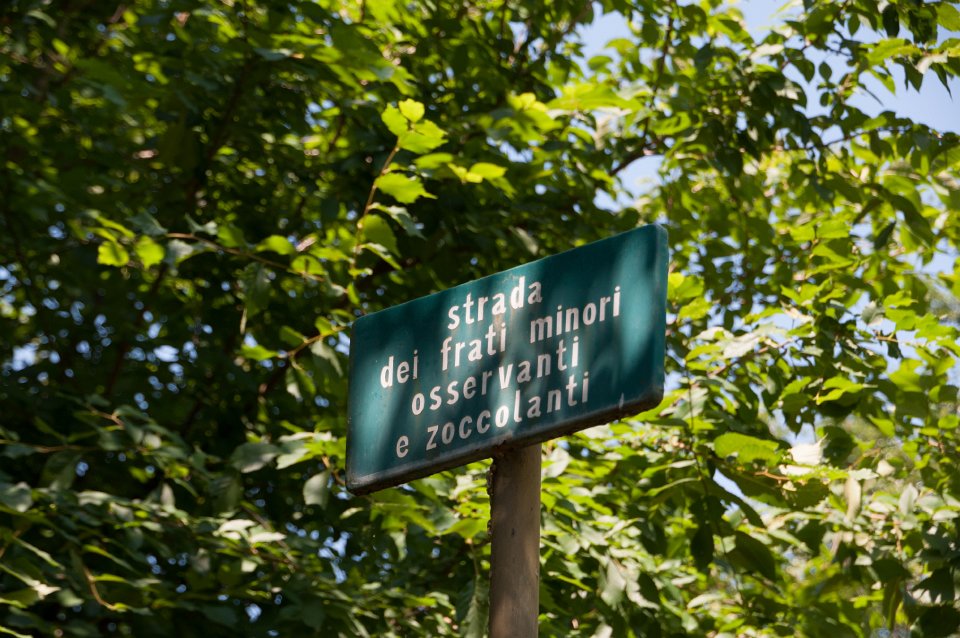 strada
dei frati minori
osservanti
e zoccolanti